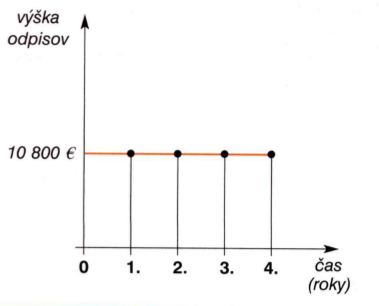 výška
odpisov
10 800 €
0 1. 2. 3. 4. čas
(roky)